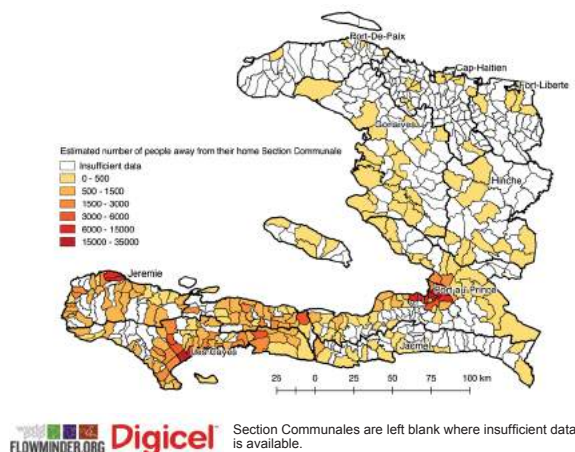 Port-De-Paix
Cap-Haitien
Fort-Liberte
Gonaives
Estimated number of people away from their home Section Communale
Insufficient data
0 - 500
500 - 1500
1500 - 3000
3000 - 6000
6000 - 15000
15000 - 35000
Hinche
Jeremie
Port-au-Prince
Les Cayes
Jacmel
25 0 25 50 75 100 km
FLOWMINDER.ORG
Digicel
Section Communales are left blank where insufficient data
is available.